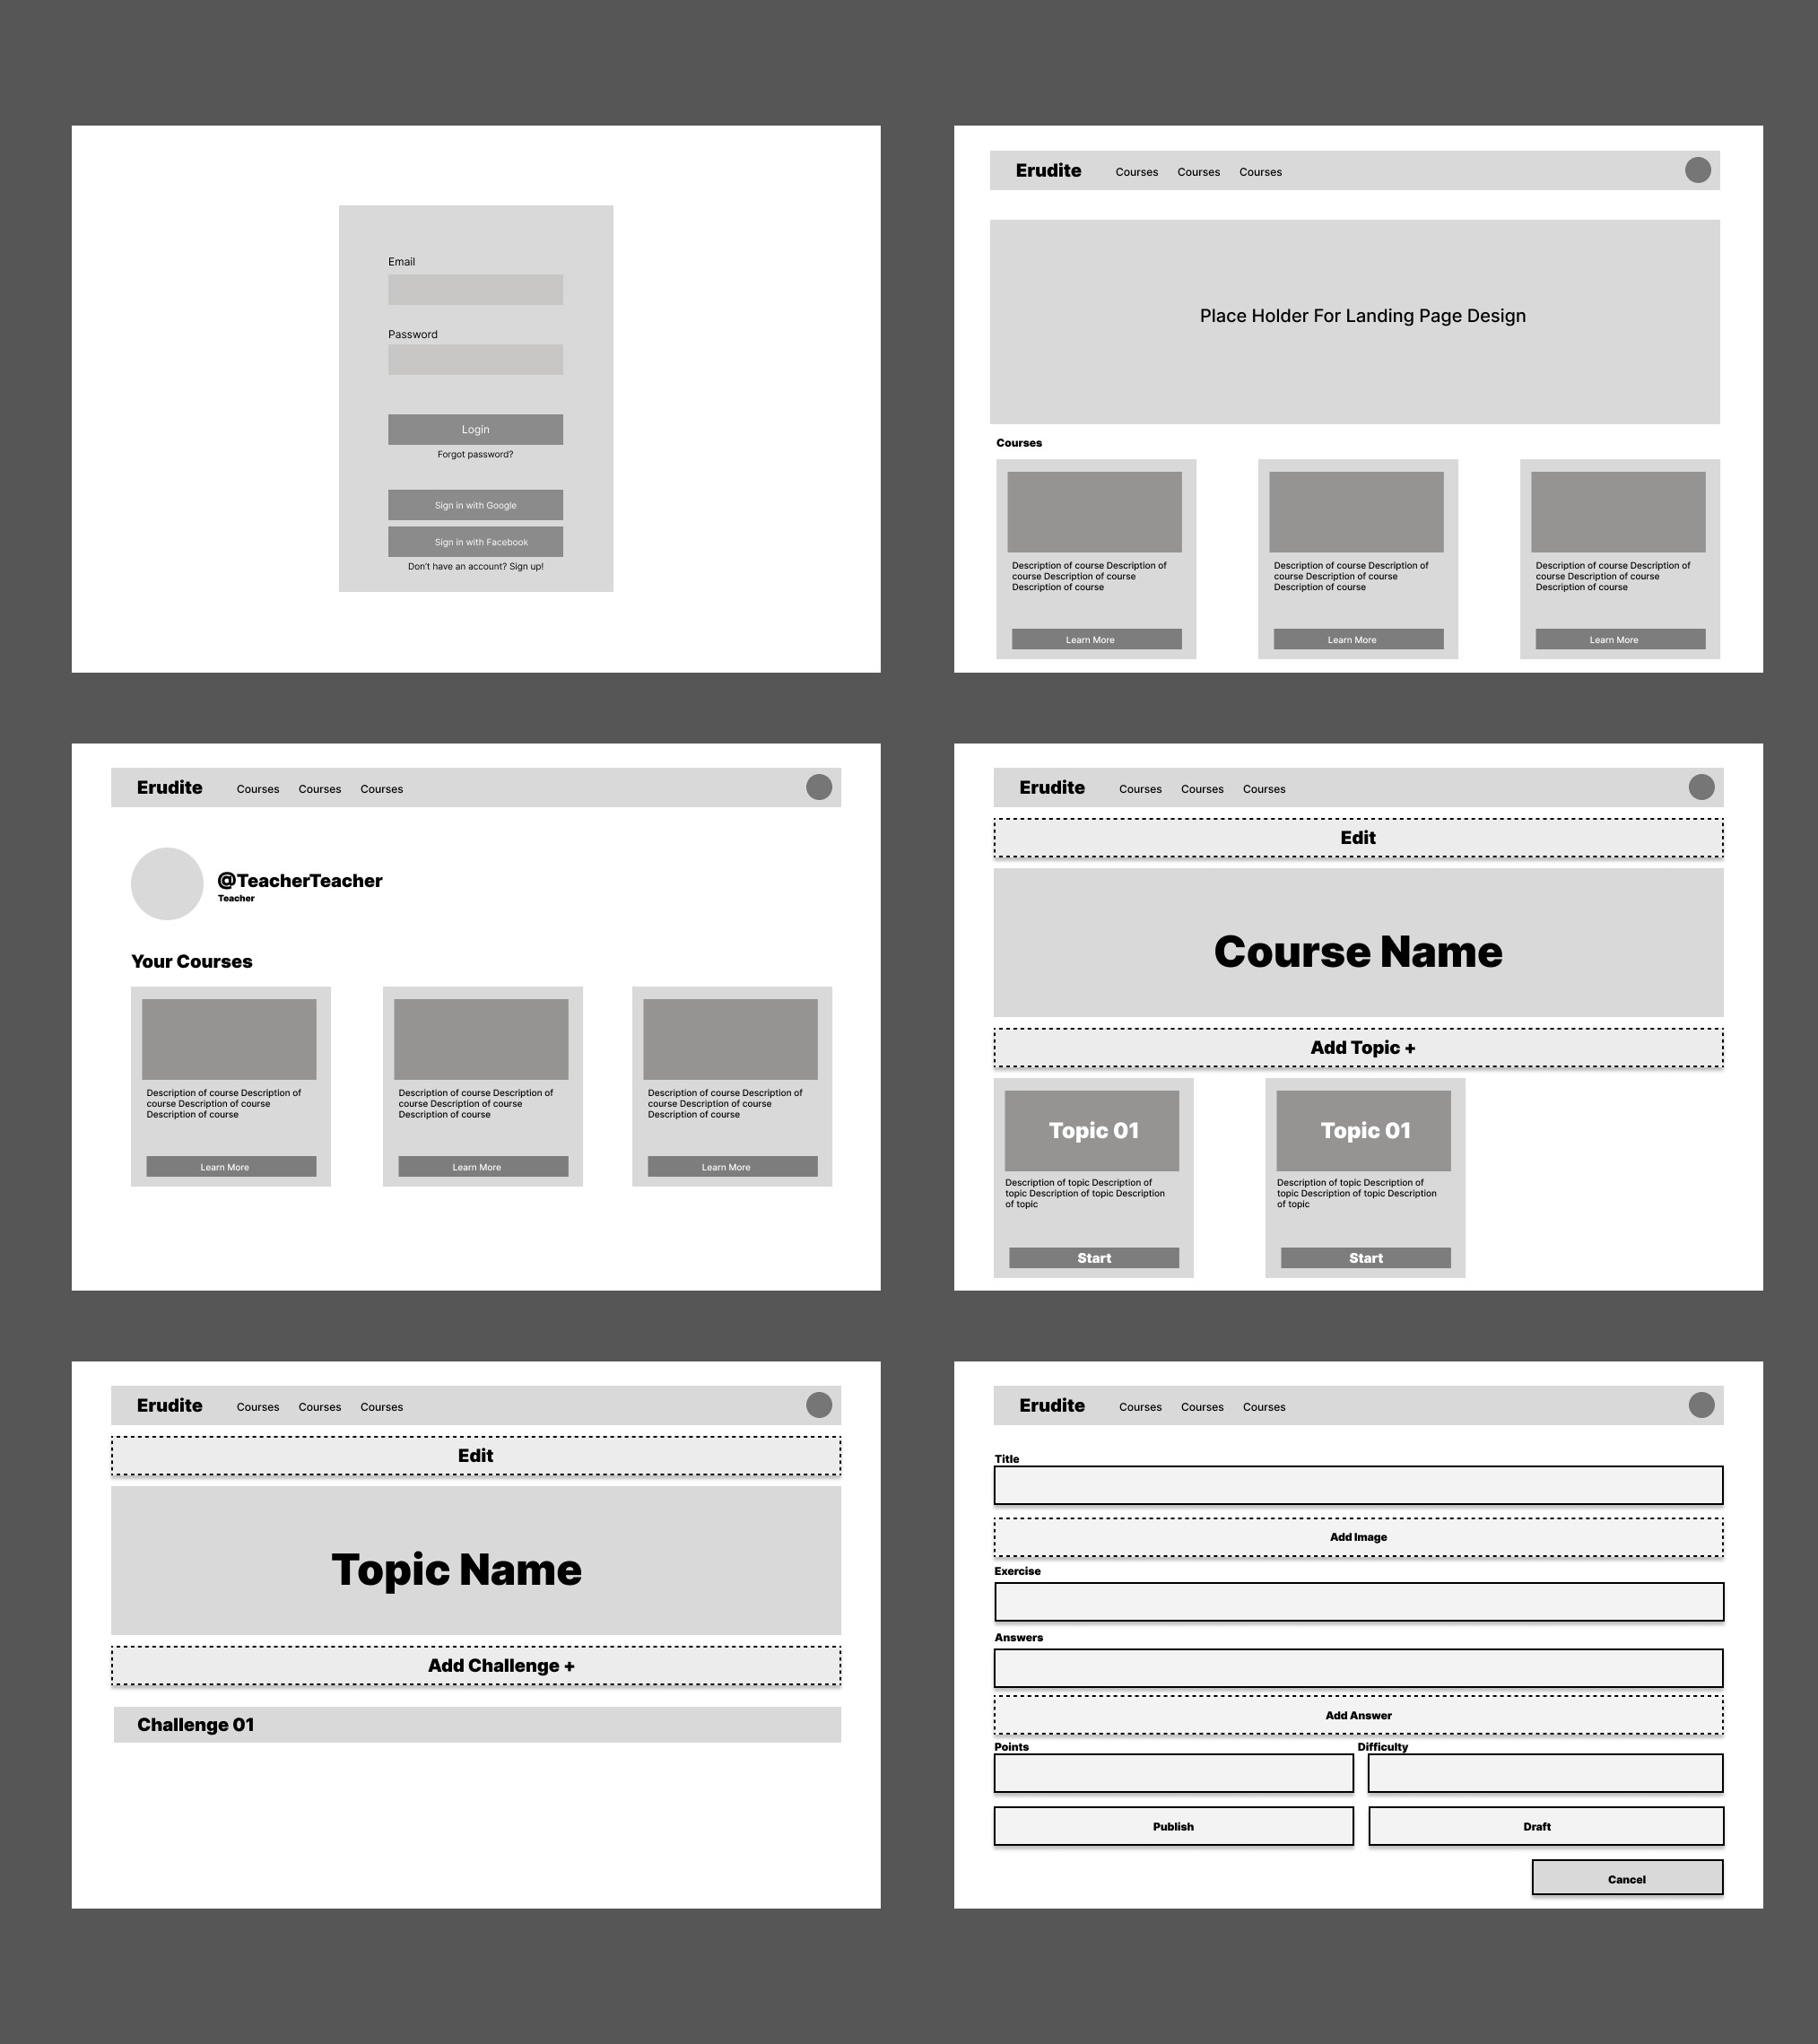 Email
Password
Login
Forgot password?
Sign in with Google
Sign in with Facebook
Don't have an account? Sign up!
Erudite Courses Courses Courses
Place Holder For Landing Page Design
Courses
Description of course Description of
course Description of course
Description of course
Learn More
Description of course Description of
course Description of course
Description of course
Learn More
Description of course Description of
course Description of course
Description of course
Learn More
Erudite Courses Courses Courses
@TeacherTeacher
Teacher
Your Courses
Description of course Description of
course Description of course
Description of course
Learn More
Description of course Description of
course Description of course
Description of course
Learn More
Description of course Description of
course Description of course
Description of course
Learn More
Erudite Courses Courses Courses
Edit
Course Name
Add Topic +
Topic 01
Description of topic Description of
topic Description of topic Description
of topic
Start
Topic 01
Description of topic Description of
topic Description of topic Description
of topic
Start
Erudite Courses Courses Courses
Edit
Topic Name
Add Challenge +
Challenge 01
Erudite Courses Courses Courses
Title
Add Image
Exercise
Answers
Add Answer
Points Difficulty
Publish Draft
Cancel